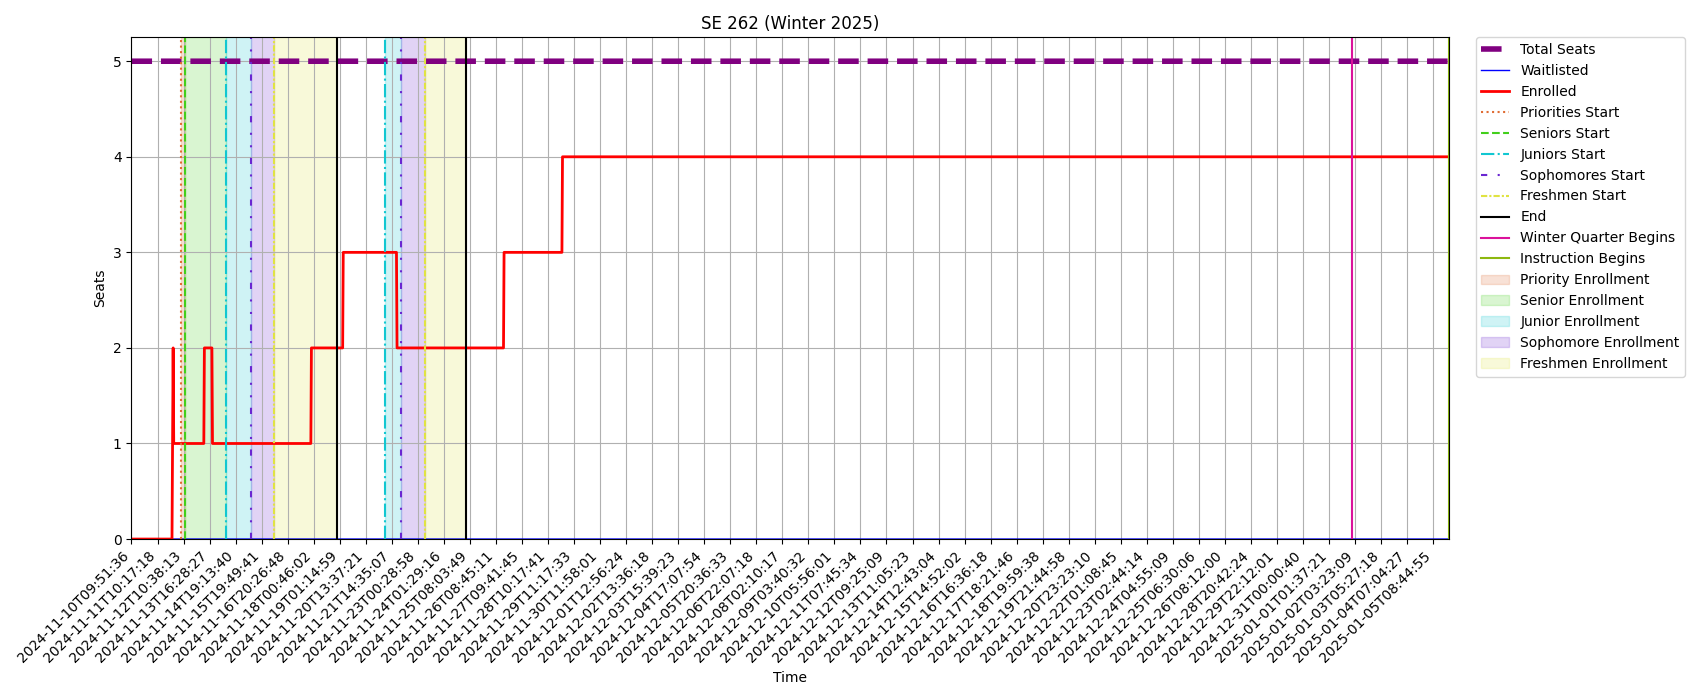 SE 262 (Winter 2025)
Seats
5
4
3
2
1
0
2024-11-10T09:51:36
2024-11-11T10:17:18
2024-11-12T10:38:13
2024-11-13T16:28:27
2024-11-14T19:13:40
2024-11-15T19:49:41
2024-11-16T20:26:48
2024-11-18T00:46:02
2024-11-19T01:14:59
2024-11-20T13:37:21
2024-11-21T14:35:07
2024-11-23T00:28:58
2024-11-24T01:29:16
2024-11-25T08:03:49
2024-11-26T08:45:11
2024-11-27T09:41:45
2024-11-28T10:17:41
2024-11-29T11:17:33
2024-11-30T11:58:01
2024-12-01T12:56:24
2024-12-02T13:36:18
2024-12-03T15:39:23
2024-12-04T17:07:54
2024-12-05T20:36:33
2024-12-06T22:07:18
2024-12-08T02:10:17
2024-12-09T03:40:32
2024-12-10T05:56:01
2024-12-11T07:45:34
2024-12-12T09:25:09
2024-12-13T11:05:23
2024-12-14T12:43:04
2024-12-15T14:52:02
2024-12-16T16:36:18
2024-12-17T18:21:46
2024-12-18T19:59:38
2024-12-19T21:44:58
2024-12-20T23:23:10
2024-12-22T01:08:45
2024-12-23T02:44:14
2024-12-24T04:55:09
2024-12-25T06:30:06
2024-12-26T08:12:00
2024-12-28T20:42:24
2024-12-29T22:12:01
2024-12-31T00:00:40
2025-01-01T01:37:21
2025-01-02T03:23:09
2025-01-03T05:27:18
2025-01-04T07:04:27
2025-01-05T08:44:55
Time
Total Seats
Waitlisted
Enrolled
Priorities Start
Seniors Start
Juniors Start
Sophomores Start
Freshmen Start
End
Winter Quarter Begins
Instruction Begins
Priority Enrollment
Senior Enrollment
Junior Enrollment
Sophomore Enrollment
Freshmen Enrollment